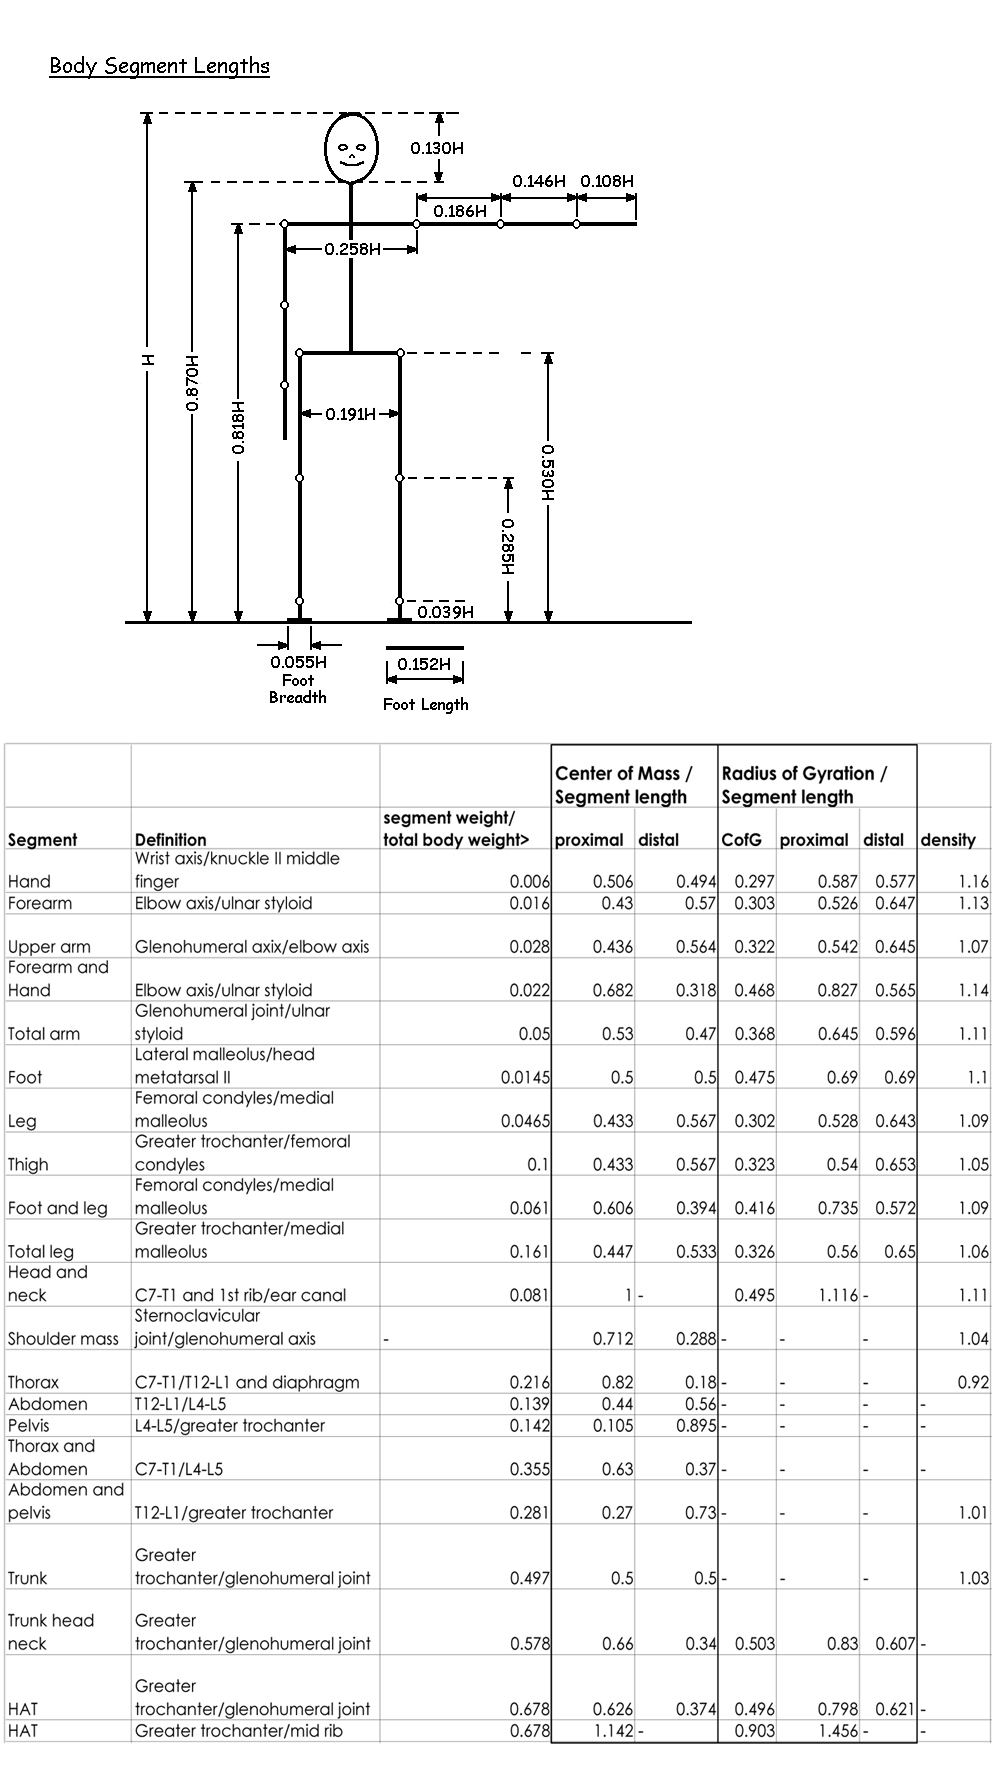 Body Segment Lengths
0.130H
0.146H 0.108H
0.186H
0.258H
H
0.870H
0.818H
0.191H
0.530H
0.285H
0.039H
0.055H
Foot
Breadth
0.152H
Foot Length
Center of Mass / Radius of Gyration /
Segment length Segment length
segment weight/
Segment Definition total body weight> proximal distal CofG proximal distal density
Wrist axis/knuckle II middle
Hand finger 0.006 0.506 0.494 0.297 0.587 0.577 1.16
Forearm Elbow axis/ulnar styloid 0.016 0.43 0.57 0.303 0.526 0.647 1.13
Upper arm Glenohumeral axix/elbow axis 0.028 0.436 0.564 0.322 0.542 0.645 1.07
Forearm and
Hand Elbow axis/ulnar styloid 0.022 0.682 0.318 0.468 0.827 0.565 1.14
Glenohumeral joint/ulnar
Total arm styloid 0.05 0.53 0.47 0.368 0.645 0.596 1.11
Lateral malleolus/head
Foot metatarsal II 0.0145 0.5 0.5 0.475 0.69 0.69 1.1
Femoral condyles/medial
Leg malleolus 0.0465 0.433 0.567 0.302 0.528 0.643 1.09
Greater trochanter/femoral
Thigh condyles 0.1 0.433 0.567 0.323 0.54 0.653 1.05
Femoral condyles/medial
Foot and leg malleolus 0.061 0.606 0.394 0.416 0.735 0.572 1.09
Greater trochanter/medial
Total leg malleolus 0.161 0.447 0.533 0.326 0.56 0.65 1.06
Head and
neck C7-T1 and 1st rib/ear canal 0.081 1 - 0.495 1.116 - 1.11
Sternoclavicular
Shoulder mass joint/glenohumeral axis - 0.712 0.288 - - - 1.04
Thorax C7-T1/T12-L1 and diaphragm 0.216 0.82 0.18 - - - 0.92
Abdomen T12-L1/L4-L5 0.139 0.44 0.56 - - - -
Pelvis L4-L5/greater trochanter 0.142 0.105 0.895 - - - -
Thorax and
Abdomen C7-T1/L4-L5 0.355 0.63 0.37 - - - -
Abdomen and
pelvis T12-L1/greater trochanter 0.281 0.27 0.73 - - - 1.01
Greater
Trunk trochanter/glenohumeral joint 0.497 0.5 0.5 - - - 1.03
Trunk head Greater
neck trochanter/glenohumeral joint 0.578 0.66 0.34 0.503 0.83 0.607 -
Greater
HAT trochanter/glenohumeral joint 0.678 0.626 0.374 0.496 0.798 0.621 -
HAT Greater trochanter/mid rib 0.678 1.142 - 0.903 1.456 - -